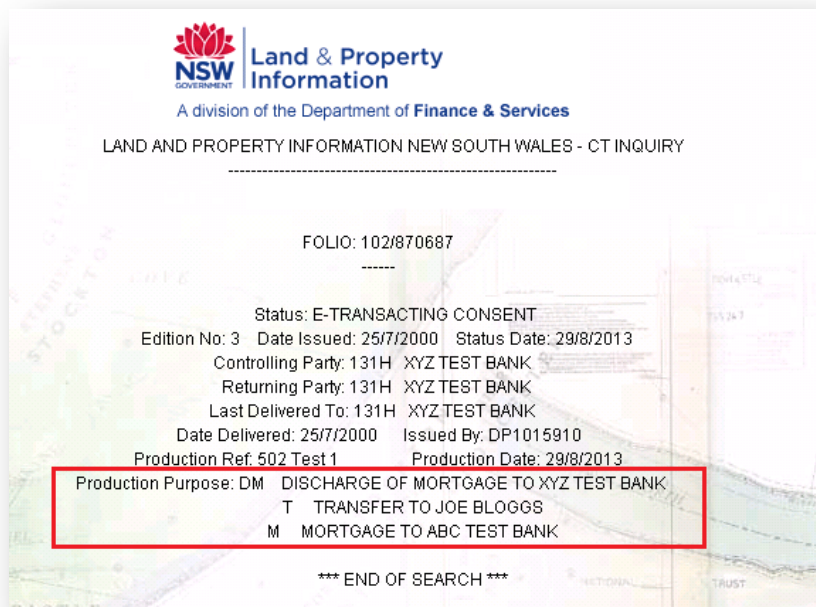 NSW
GOVERNMENT
Land & Property
Information
A division of the Department of Finance & Services
LAND AND PROPERTY INFORMATION NEW SOUTH WALES - CT INQUIRY
------------------------------------------------------------
FOLIO: 102/870687
------
Status: E-TRANSACTING CONSENT
Edition No: 3 Date Issued: 25/7/2000 Status Date: 29/8/2013
Controlling Party: 131H XYZ TEST BANK
Returning Party: 131H XYZ TEST BANK
Last Delivered To: 131H XYZ TEST BANK
Date Delivered: 25/7/2000 Issued By: DP1015910
Production Ref: 502 Test 1 Production Date: 29/8/2013
Production Purpose: DM DISCHARGE OF MORTGAGE TO XYZ TEST BANK
T TRANSFER TO JOE BLOGGS
M MORTGAGE TO ABC TEST BANK
*** END OF SEARCH ***
TRUST